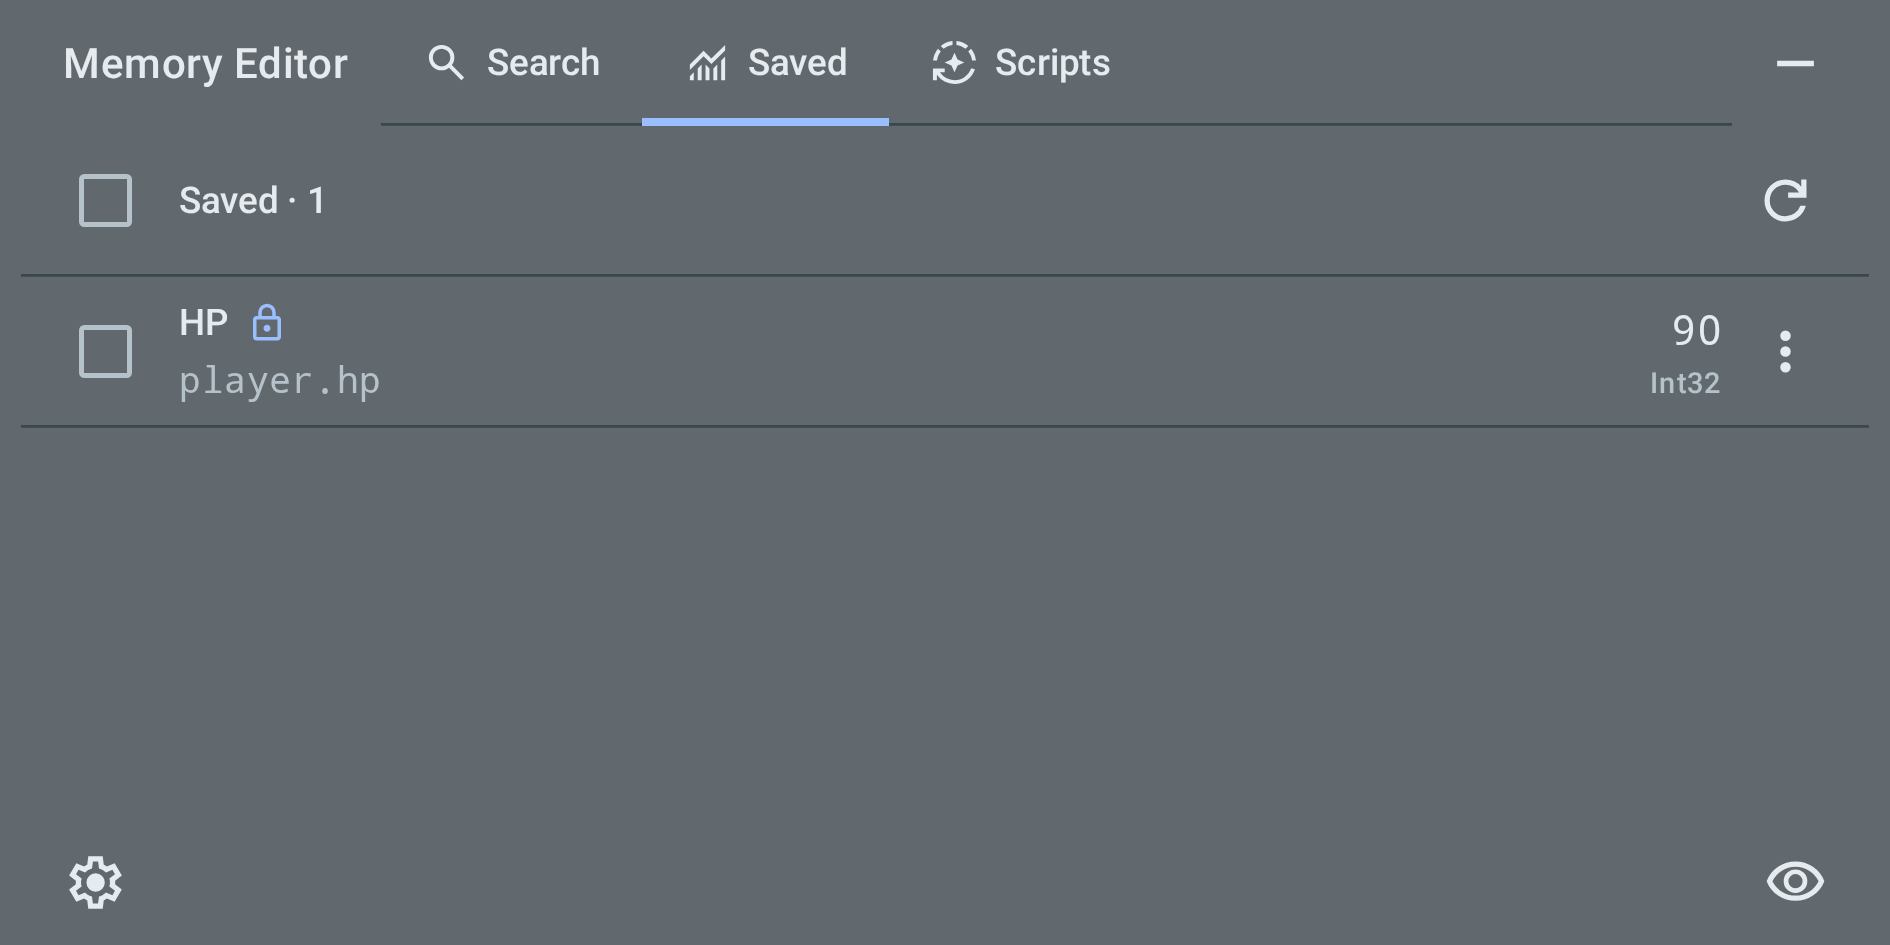 Memory Editor Search Saved Scripts
Saved · 1
HP
player.hp
90
Int32